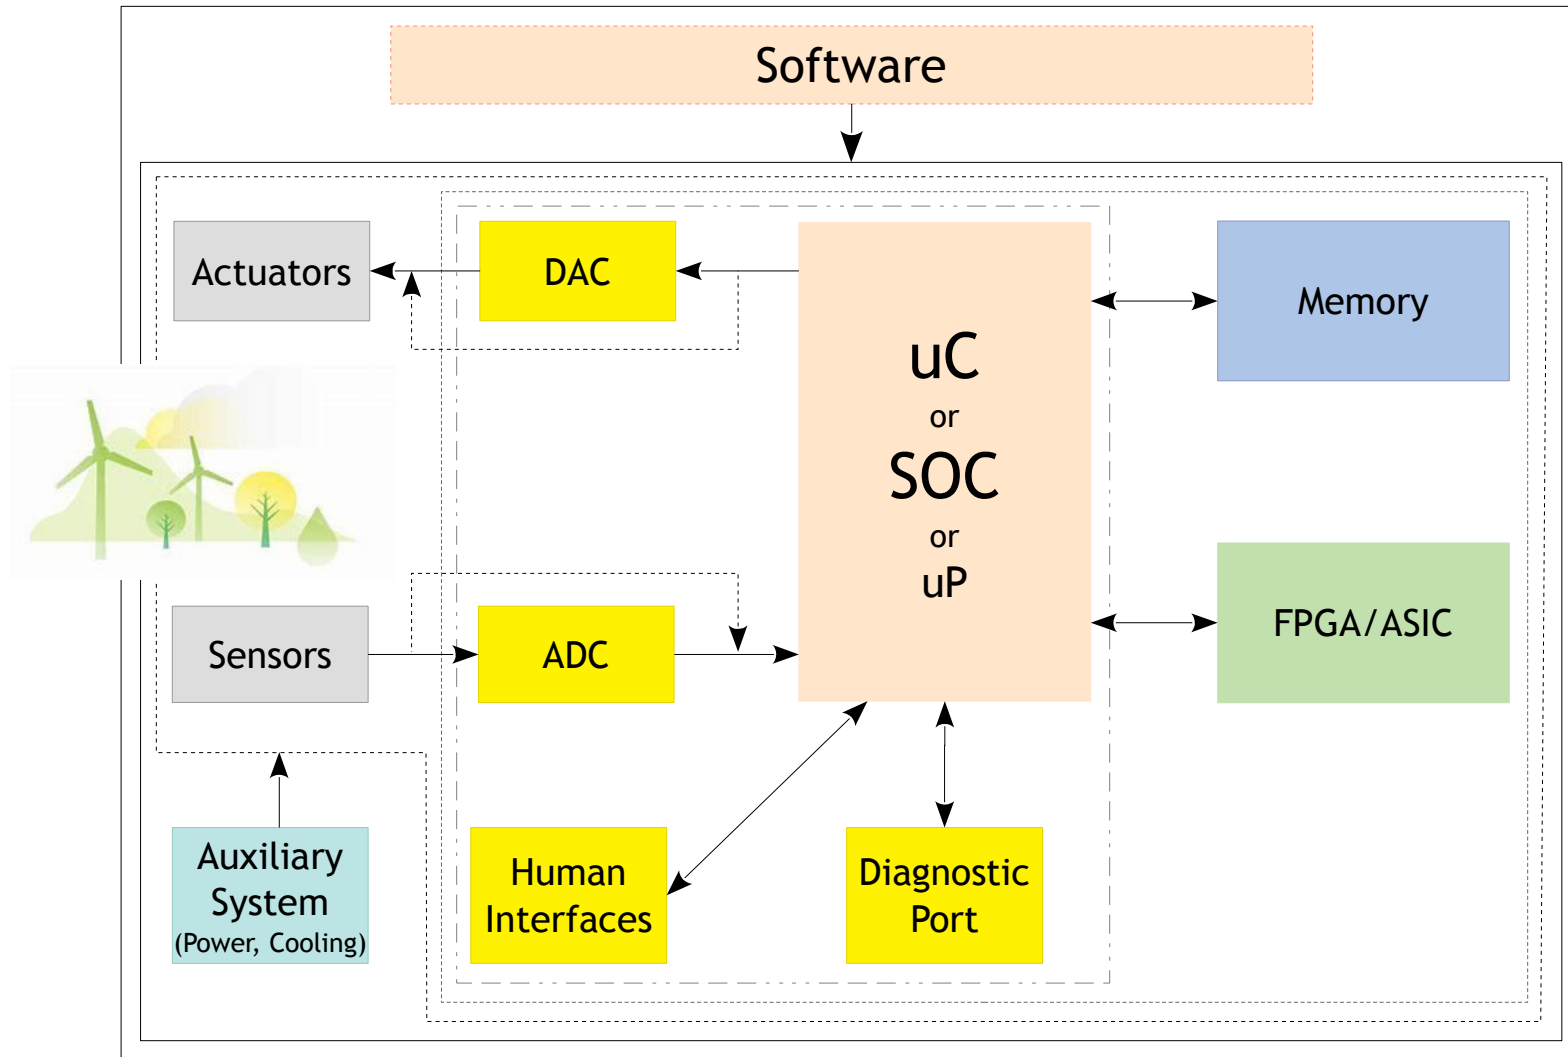 Software
Actuators
DAC
uC
or
SOC
or
uP
Memory
Sensors
ADC
FPGA/ASIC
Auxiliary
System
(Power, Cooling)
Human
Interfaces
Diagnostic
Port